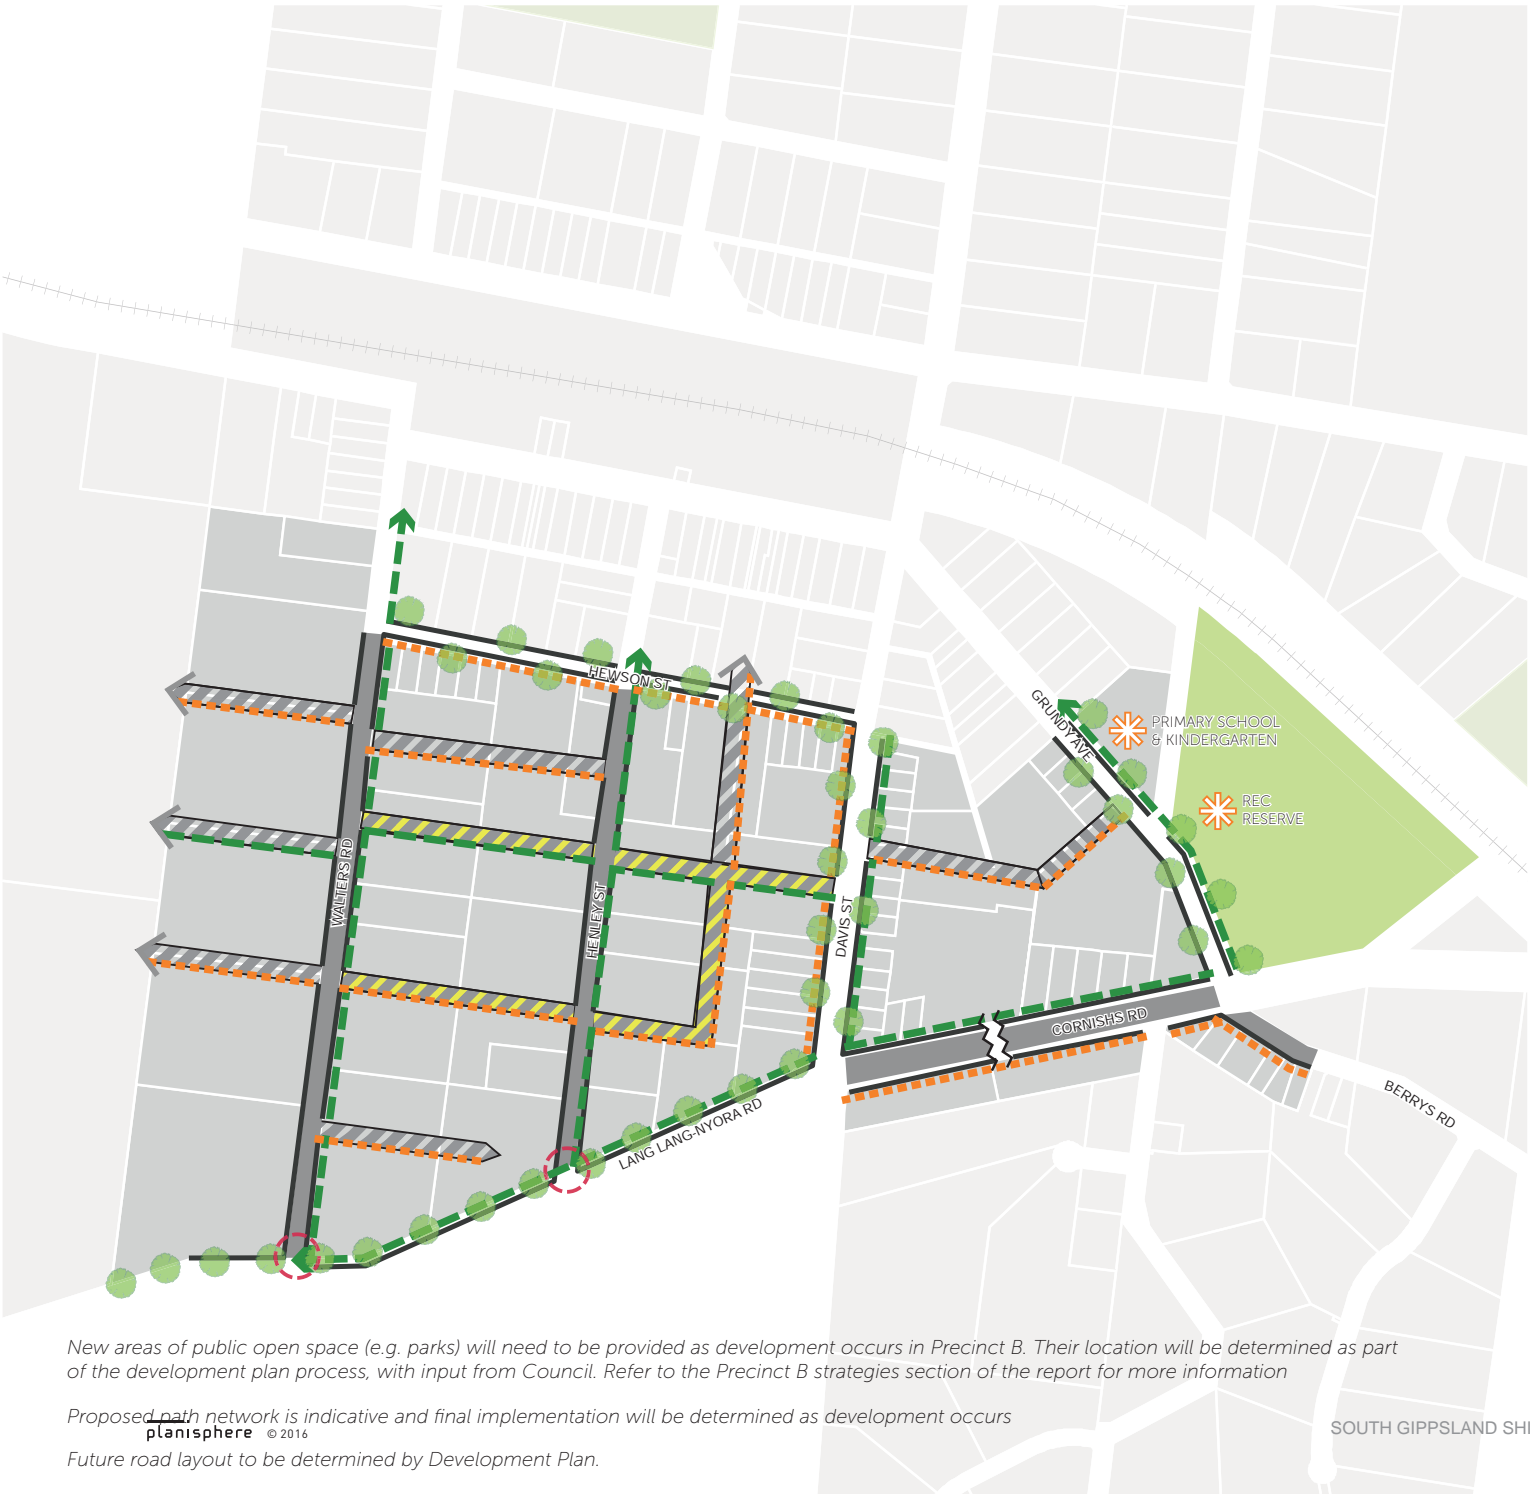 HEWSON ST
GRUNDY AVE
PRIMARY SCHOOL
& KINDERGARTEN
REC
RESERVE
WALTERS RD
HENLEY ST
DAVIS ST
CORNISHS RD
BERRYS RD
LANG LANG-NYORA RD
New areas of public open space (e.g. parks) will need to be provided as development occurs in Precinct B. Their location will be determined as part
of the development plan process, with input from Council. Refer to the Precinct B strategies section of the report for more information
Proposed path network is indicative and final implementation will be determined as development occurs
planisphere © 2016
SOUTH GIPPSLAND SHI
Future road layout to be determined by Development Plan.